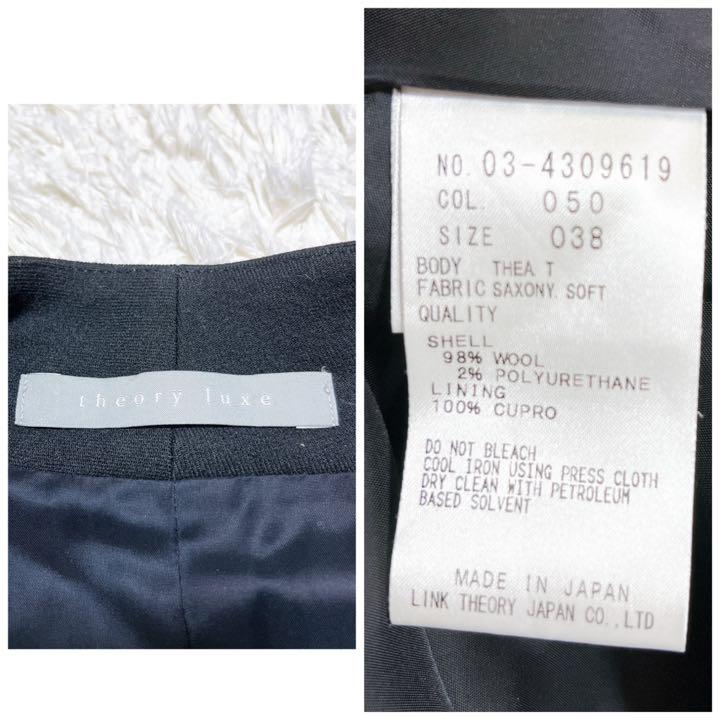 theory luxe
NO. 03-4309619
COL. 050
SIZE 038
BODY THEA T
FABRIC SAXONY. SOFT
QUALITY
SHELL
98% WOOL
2% POLYURETHANE
LINING
100% CUPRO
DO NOT BLEACH
COOL IRON USING PRESS CLOTH
DRY CLEAN WITH PETROLEUM
BASED SOLVENT
MADE IN JAPAN
LINK THEORY JAPAN CO.,LTD